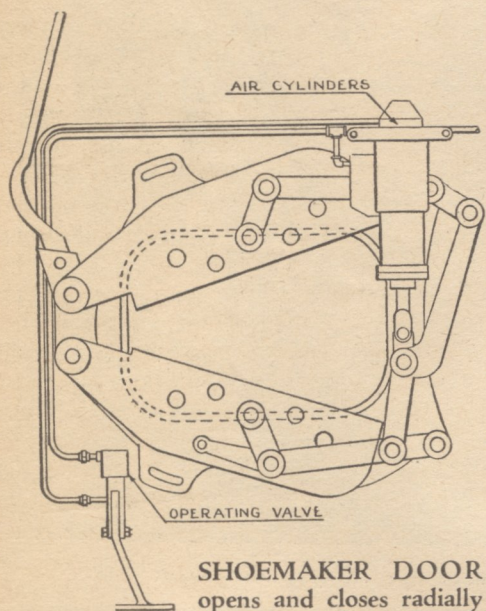 AIR CYLINDERS
OPERATING VALVE
SHOEMAKER DOOR
opens and closes radially